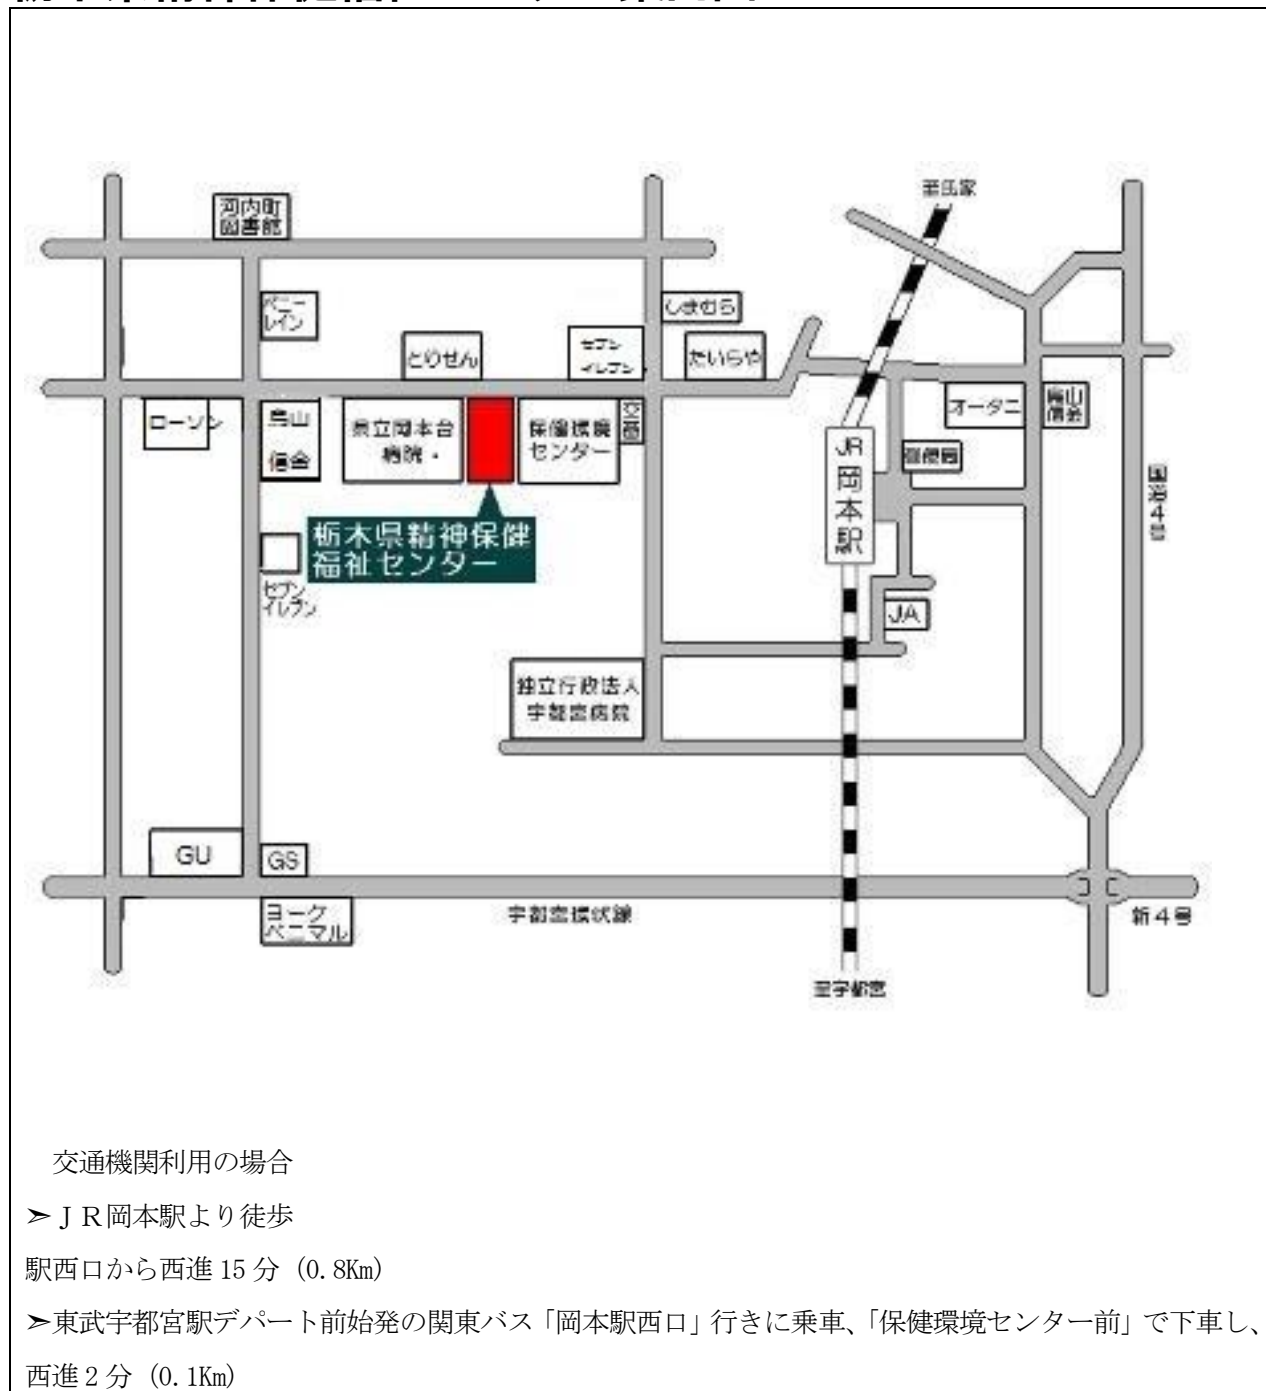 至氏家
河内町
図書館
ベニー
レイン
しまむら
とりせん
セブン
イレブン
たいらや
ローソン
烏山
信金
県立岡本台
病院・
保健環境
センター
交番
オータニ
烏山
信金
JR
岡本駅
郵便局
国道4号
栃木県精神保健
福祉センター
セブン
イレブン
JA
独立行政法人
宇都宮病院
GU
GS
ヨーク
ベニマル
宇都宮環状線
新4号
至宇都宮
交通機関利用の場合
➣ＪＲ岡本駅より徒歩
駅西口から西進 15 分（0.8Km）
➣東武宇都宮駅デパート前始発の関東バス「岡本駅西口」行きに乗車、「保健環境センター前」で下車し、
西進 2 分（0.1Km）